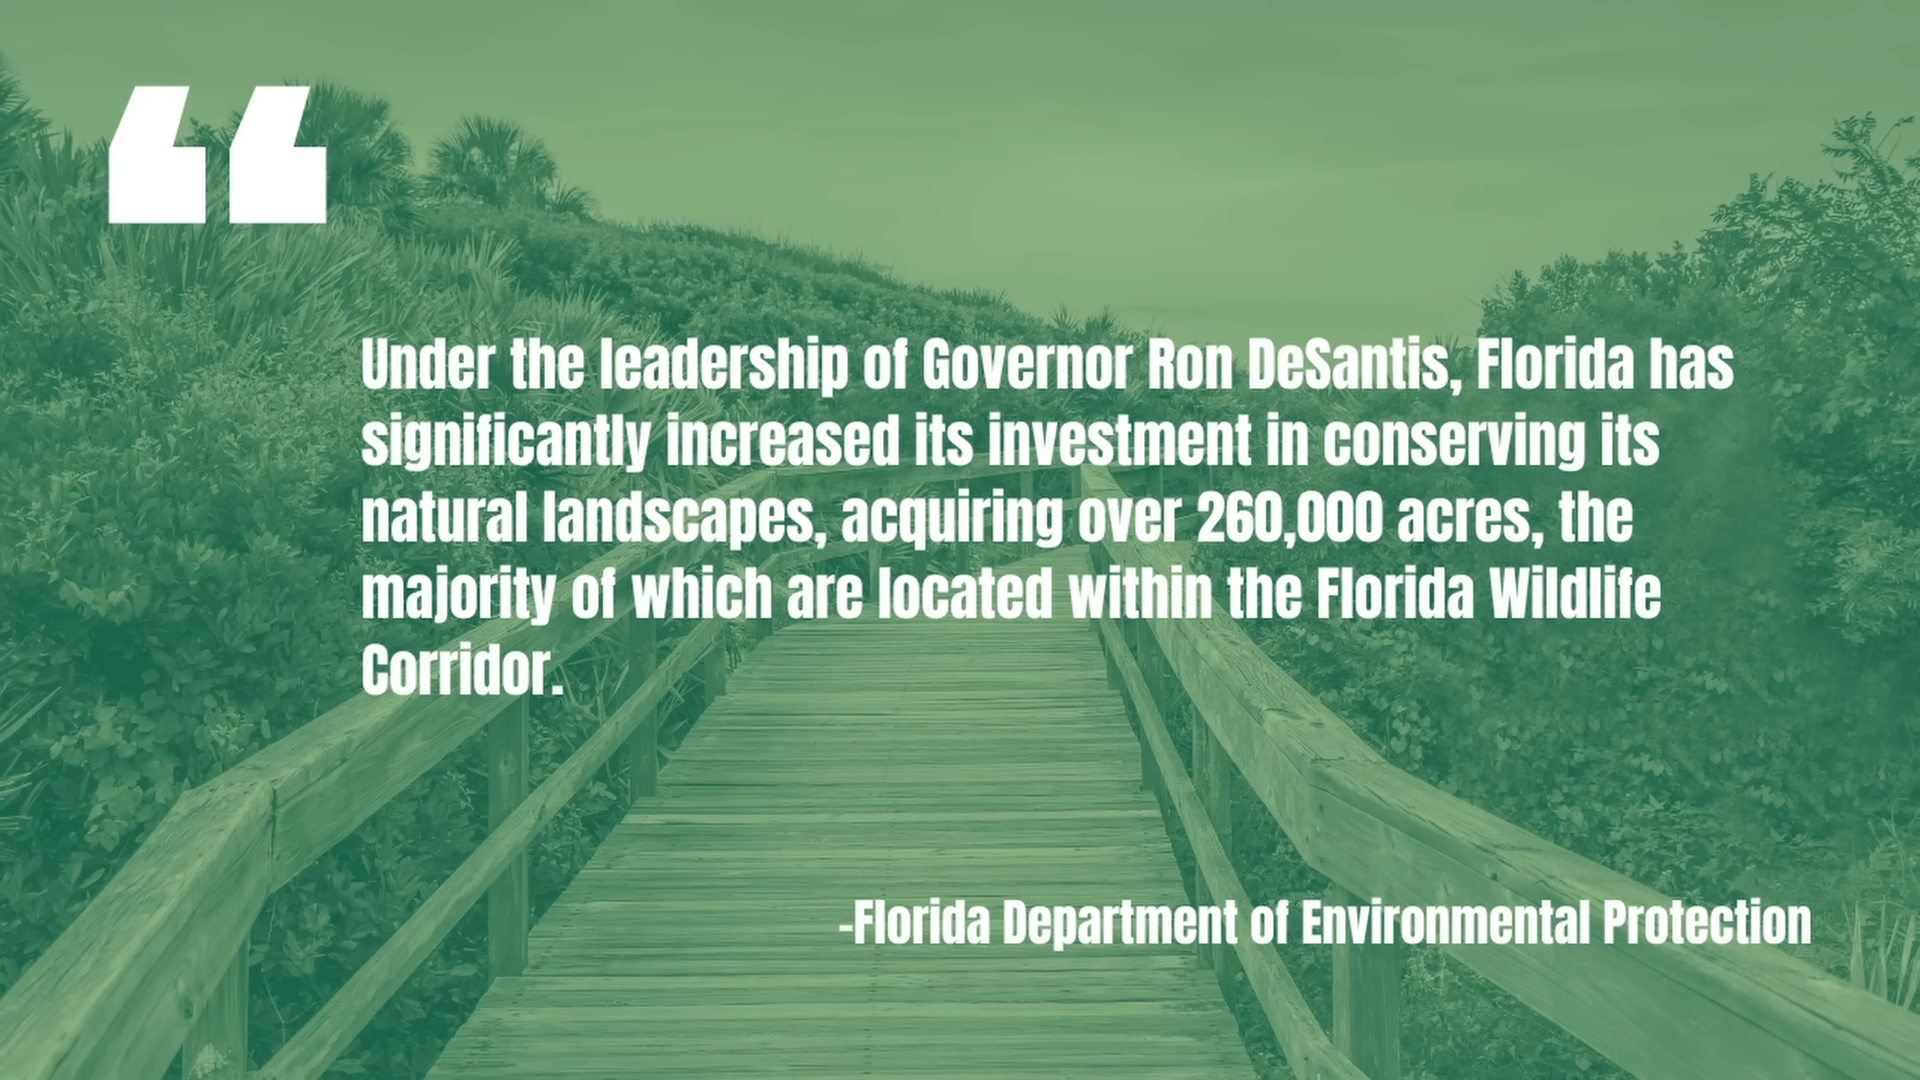 “
Under the leadership of Governor Ron DeSantis, Florida has
significantly increased its investment in conserving its
natural landscapes, acquiring over 260,000 acres, the
majority of which are located within the Florida Wildlife
Corridor.
-Florida Department of Environmental Protection